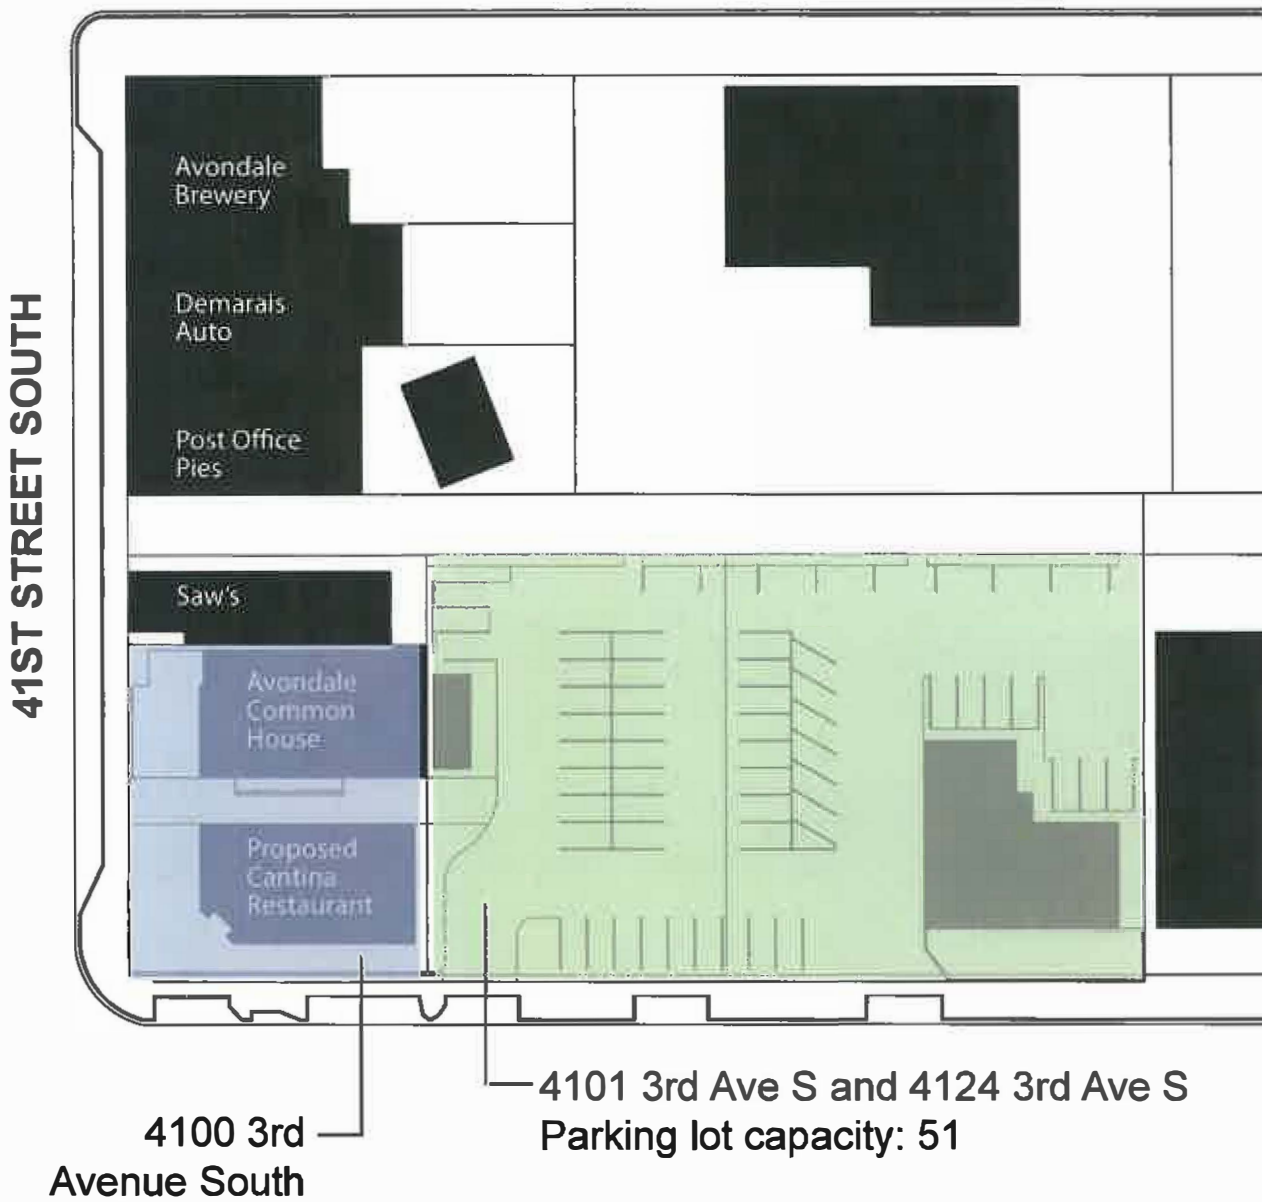 41ST STREET SOUTH
Avondale
Brewery
Demarais
Auto
Post Office
Pies
Saw's
Avondale
Common
House
Proposed
Cantina
Restaurant
4101 3rd Ave S and 4124 3rd Ave S
Parking lot capacity: 51
4100 3rd
Avenue South